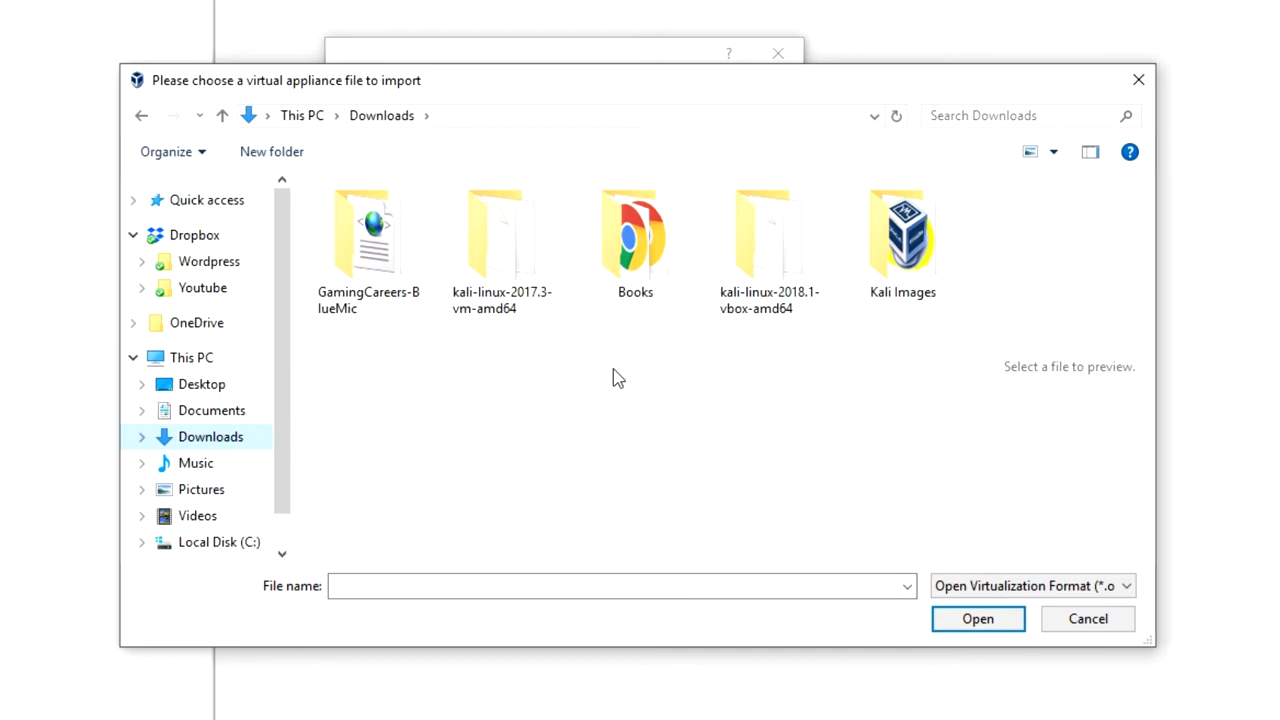 ?
Please choose a virtual appliance file to import
This PC
Downloads
Search Downloads
Organize
New folder
?
Quick access
Dropbox
Wordpress
Youtube
OneDrive
This PC
Desktop
Documents
Downloads
Music
Pictures
Videos
Local Disk (C:)
GamingCareers-B
lueMic
kali-linux-2017.3-
vm-amd64
Books
kali-linux-2018.1-
vbox-amd64
Kali Images
Select a file to preview.
File name:
Open Virtualization Format (*.o
Open
Cancel